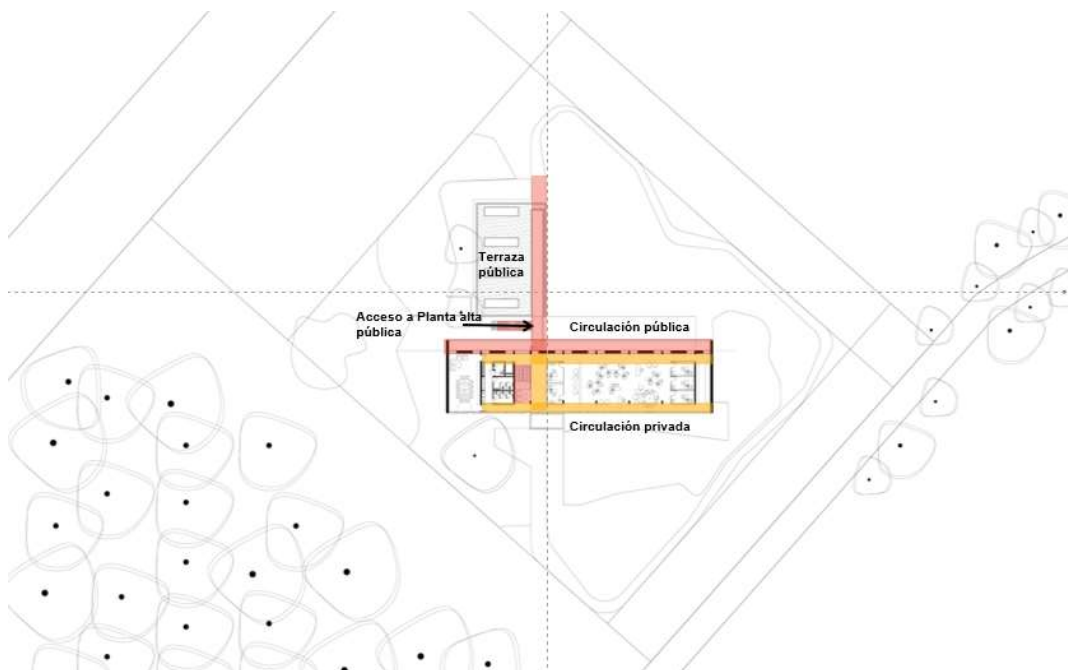 Terraza
pública
Acceso a Planta alta
pública
Circulación pública
Circulación privada